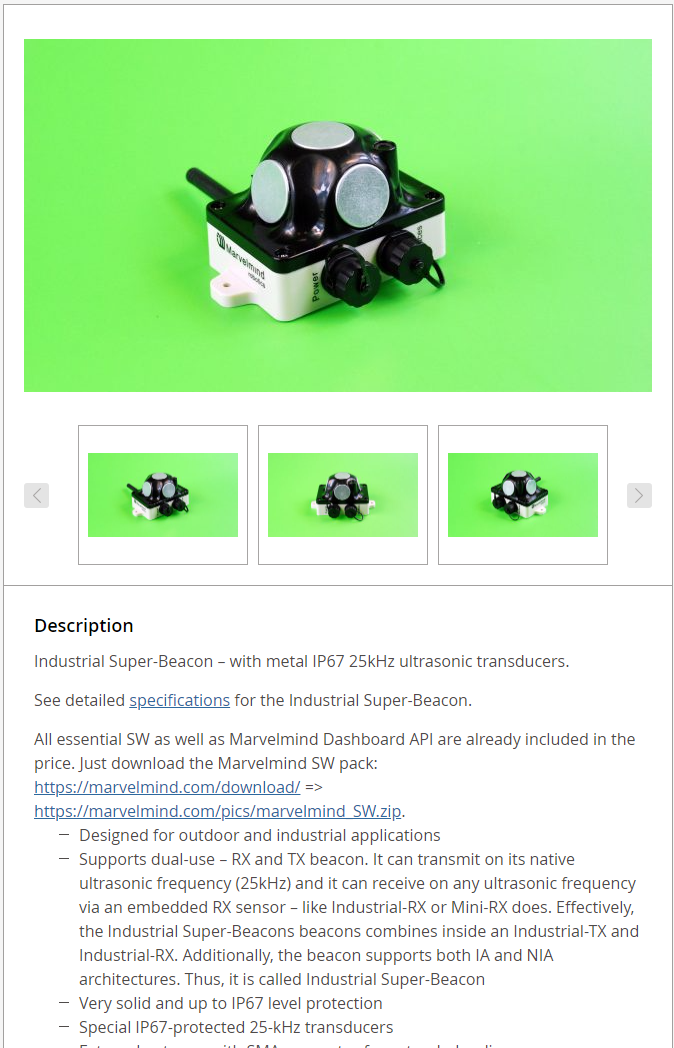 Marvelmind
robotics
Power
Description
Industrial Super-Beacon – with metal IP67 25kHz ultrasonic transducers.
See detailed specifications for the Industrial Super-Beacon.
All essential SW as well as Marvelmind Dashboard API are already included in the
price. Just download the Marvelmind SW pack:
https://marvelmind.com/download/ =>
https://marvelmind.com/pics/marvelmind_SW.zip.
— Designed for outdoor and industrial applications
— Supports dual-use – RX and TX beacon. It can transmit on its native
ultrasonic frequency (25kHz) and it can receive on any ultrasonic frequency
via an embedded RX sensor – like Industrial-RX or Mini-RX does. Effectively,
the Industrial Super-Beacons beacons combines inside an Industrial-TX and
Industrial-RX. Additionally, the beacon supports both IA and NIA
architectures. Thus, it is called Industrial Super-Beacon
— Very solid and up to IP67 level protection
— Special IP67-protected 25-kHz transducers